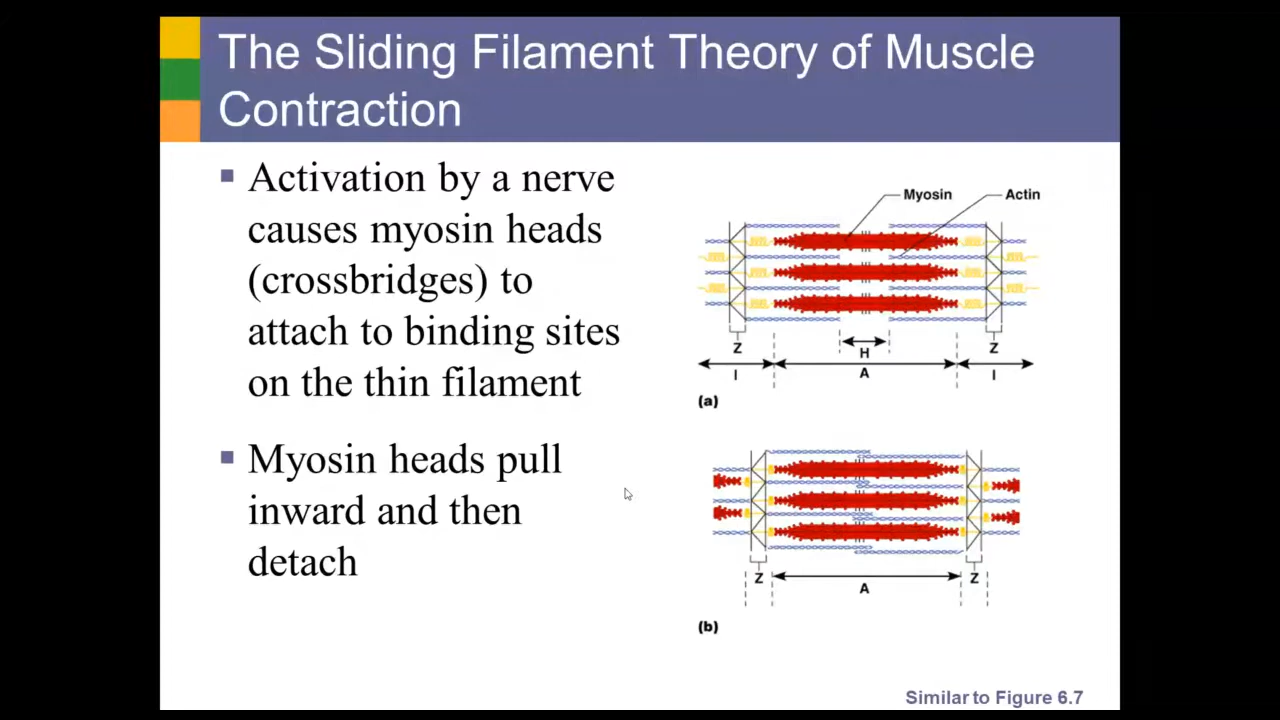 The Sliding Filament Theory of Muscle
Contraction
Activation by a nerve
causes myosin heads
(crossbridges) to
attach to binding sites
on the thin filament
Myosin heads pull
inward and then
detach
Myosin Actin
Z H Z
I A I
(a)
Z A Z
(b)
Similar to Figure 6.7